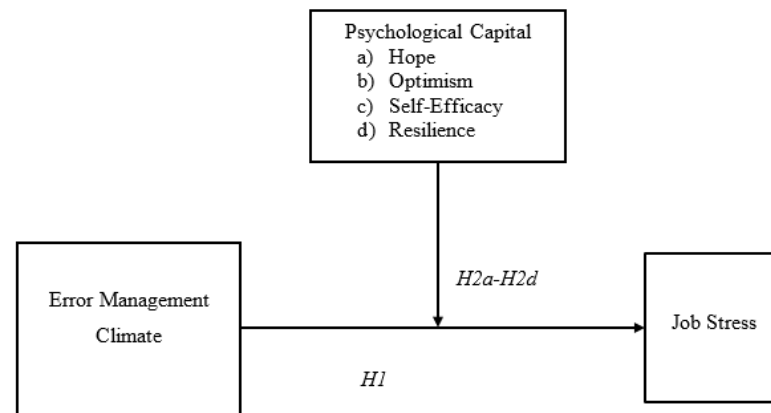 Psychological Capital
a) Hope
b) Optimism
c) Self-Efficacy
d) Resilience
H2a-H2d
Error Management
Climate
Job Stress
H1